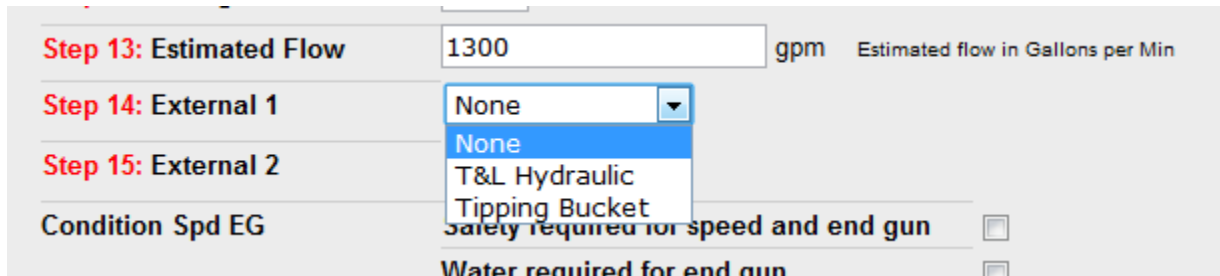 Step 13: Estimated Flow 1300 gpm Estimated flow in Gallons per Min
Step 14: External 1 None
None
Step 15: External 2 T&L Hydraulic
Tipping Bucket
Condition Spd EG Safety required for speed and end gun
Water required for end gun